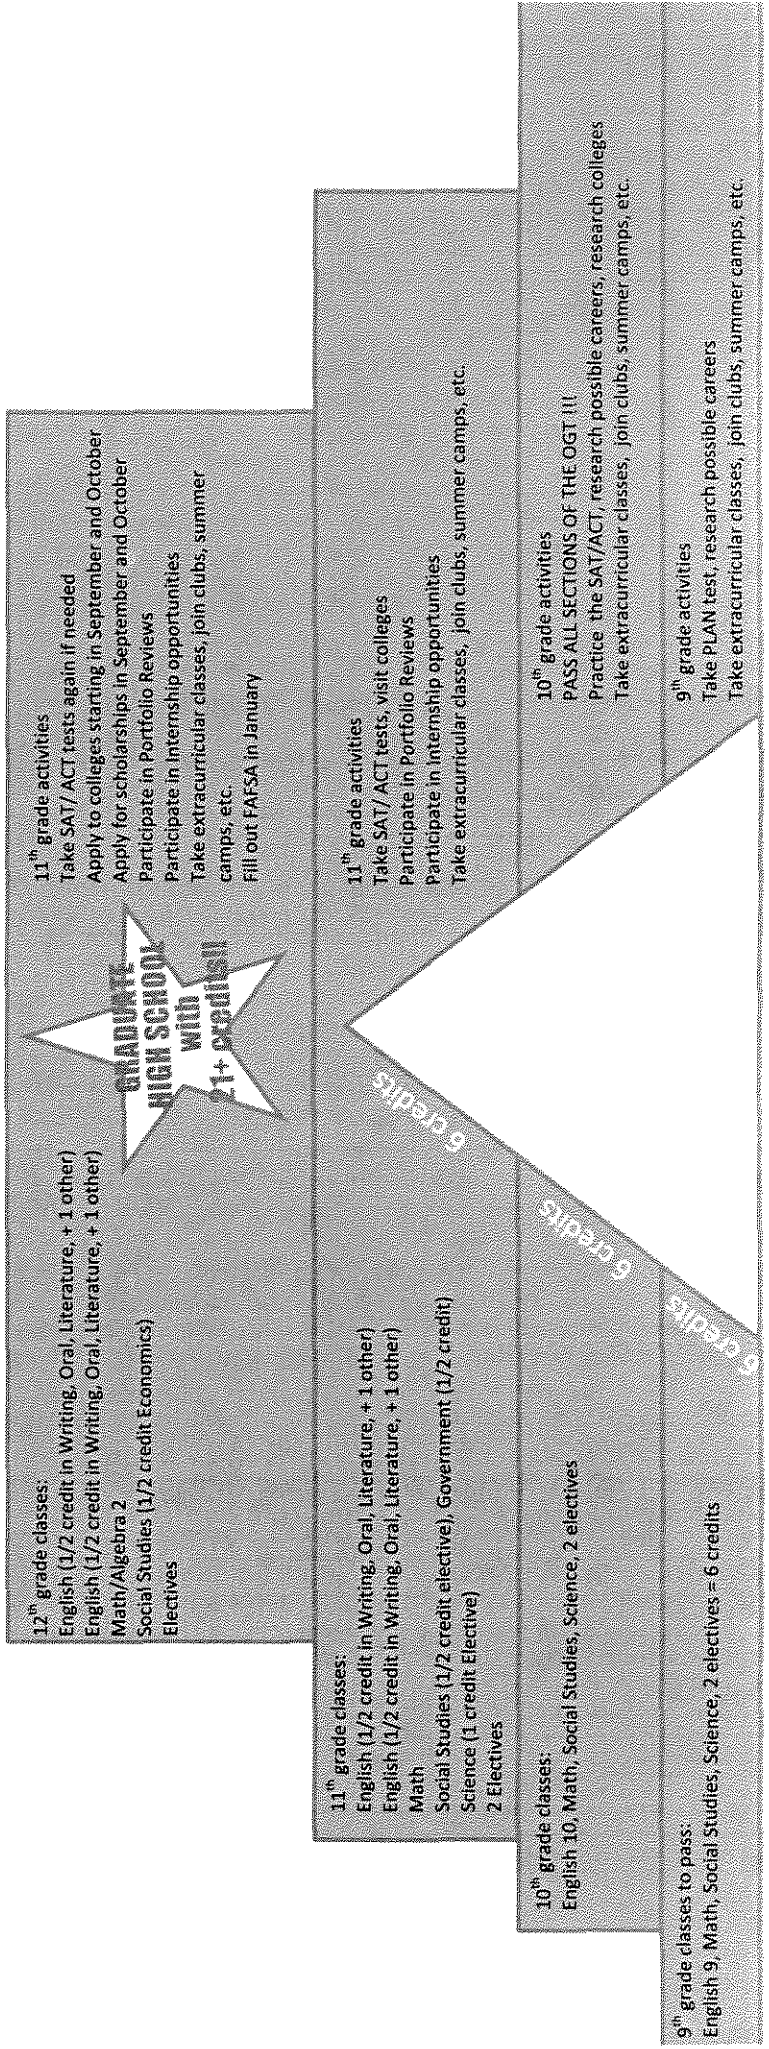 12th grade classes:
English (1/2 credit in Writing, Oral, Literature, + 1 other)
English (1/2 credit in Writing, Oral, Literature, + 1 other)
Math/Algebra 2
Social Studies (1/2 credit Economics)
Electives
GRADUATE
HIGH SCHOOL
with
21+ credits!!
11th grade activities
Take SAT/ ACT tests again if needed
Apply to colleges starting in September and October
Apply for scholarships in September and October
Participate in Portfolio Reviews
Participate in Internship opportunities
Take extracurricular classes, join clubs, summer
camps, etc.
Fill out FAFSA in January
11th grade classes:
English (1/2 credit in Writing, Oral, Literature, + 1 other)
English (1/2 credit in Writing, Oral, Literature, + 1 other)
Math
Social Studies (1/2 credit elective), Government (1/2 credit)
Science (1 credit Elective)
2 Electives
6 credits
11th grade activities
Take SAT/ ACT tests, visit colleges
Participate in Portfolio Reviews
Participate in Internship opportunities
Take extracurricular classes, join clubs, summer camps, etc.
10th grade classes:
English 10, Math, Social Studies, Science, 2 electives
6 credits
10th grade activities
PASS ALL SECTIONS OF THE OGT !!!
Practice the SAT/ACT, research possible careers, research colleges
Take extracurricular classes, join clubs, summer camps, etc.
9th grade classes to pass:
English 9, Math, Social Studies, Science, 2 electives = 6 credits
6 credits
9th grade activities
Take PLAN test, research possible careers
Take extracurricular classes, join clubs, summer camps, etc.